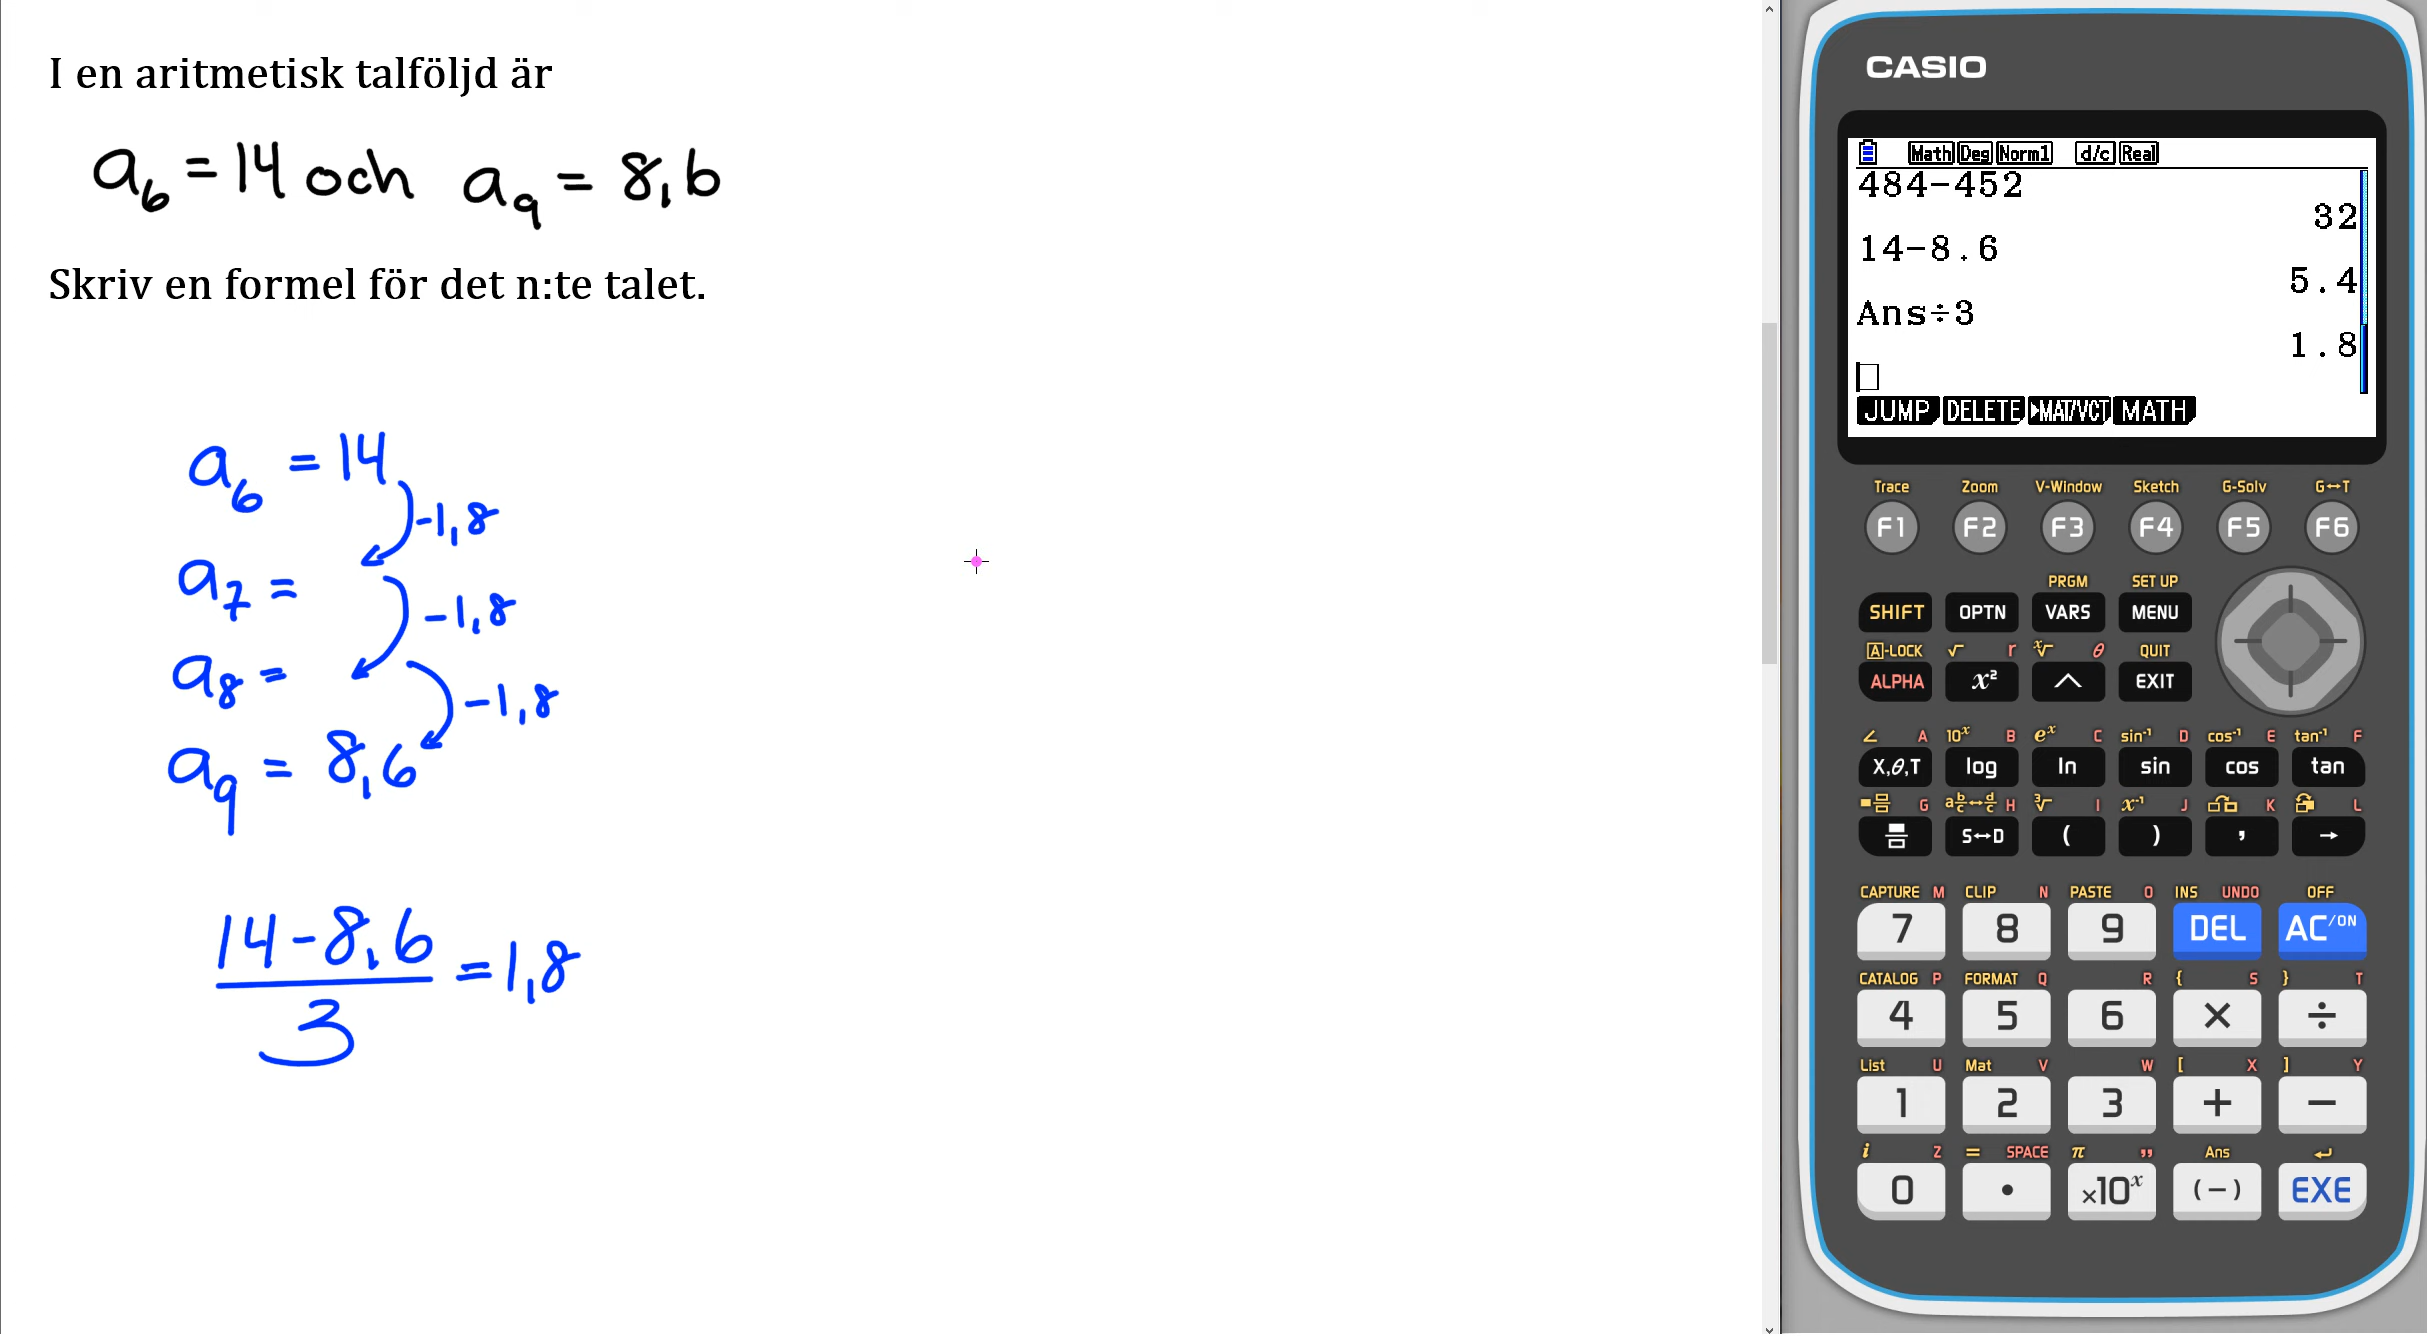 I en aritmetisk talföljd är
a₆ = 14 och a₉ = 8,6
Skriv en formel för det n:te talet.
a₆ = 14
-1,8
a₇ =
-1,8
a₈ =
-1,8
a₉ = 8,6
14-8,6
3
=1,8
CASIO
Math Deg Norm1 d/c Real
484-452
32
14-8.6
5.4
Ans÷3
1.8
JUMP DELETE ▶MAT/VCT MATH
Trace Zoom V-Window Sketch G-Solv G↔T
F1 F2 F3 F4 F5 F6
PRGM SET UP
SHIFT OPTN VARS MENU
A-LOCK √ r ˣ√ θ QUIT
ALPHA x² ^ EXIT
∠ A 10ˣ B eˣ C sin⁻¹ D cos⁻¹ E tan⁻¹ F
X,θ,T log ln sin cos tan
G a b/c↔d/c H ³√ I x⁻¹ J K L
S↔D ( ) , →
CAPTURE M CLIP N PASTE O INS UNDO OFF
7 8 9 DEL AC/ON
CATALOG P FORMAT Q R { S } T
4 5 6 × ÷
List U Mat V W [ X ] Y
1 2 3 + −
i Z = SPACE π ” Ans ↵
0 • ×10ˣ (−) EXE